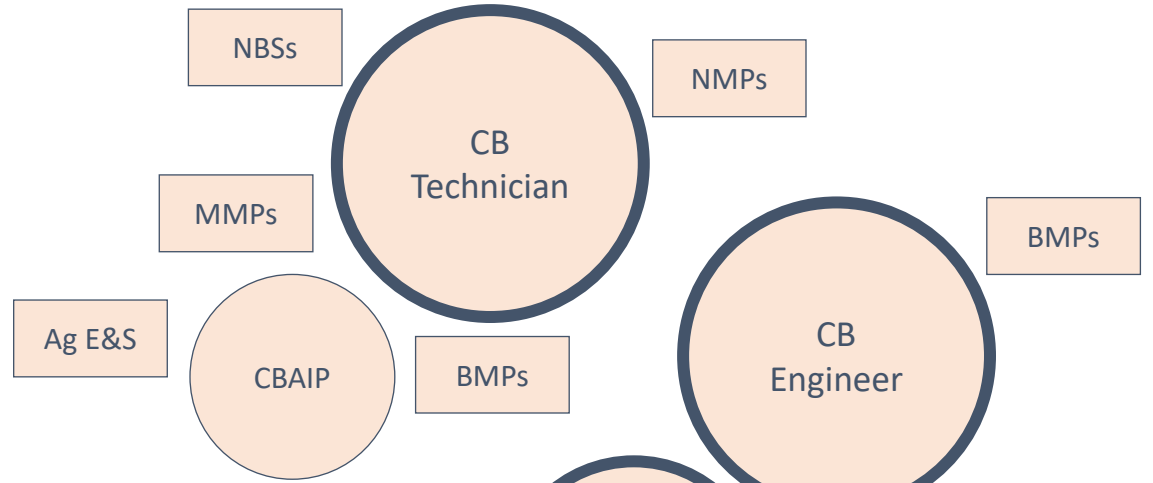 NBSs
NMPs
CB
Technician
MMPs
BMPs
Ag E&S
CB
Engineer
CBAIP
BMPs